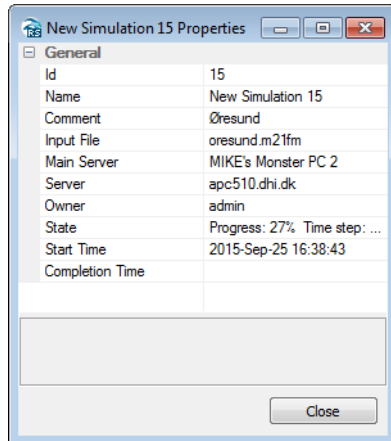 TRS New Simulation 15 Properties
General
Id 15
Name New Simulation 15
Comment Øresund
Input File oresund.m21fm
Main Server MIKE's Monster PC 2
Server apc510.dhi.dk
Owner admin
State Progress: 27% Time step: ...
Start Time 2015-Sep-25 16:38:43
Completion Time
Close